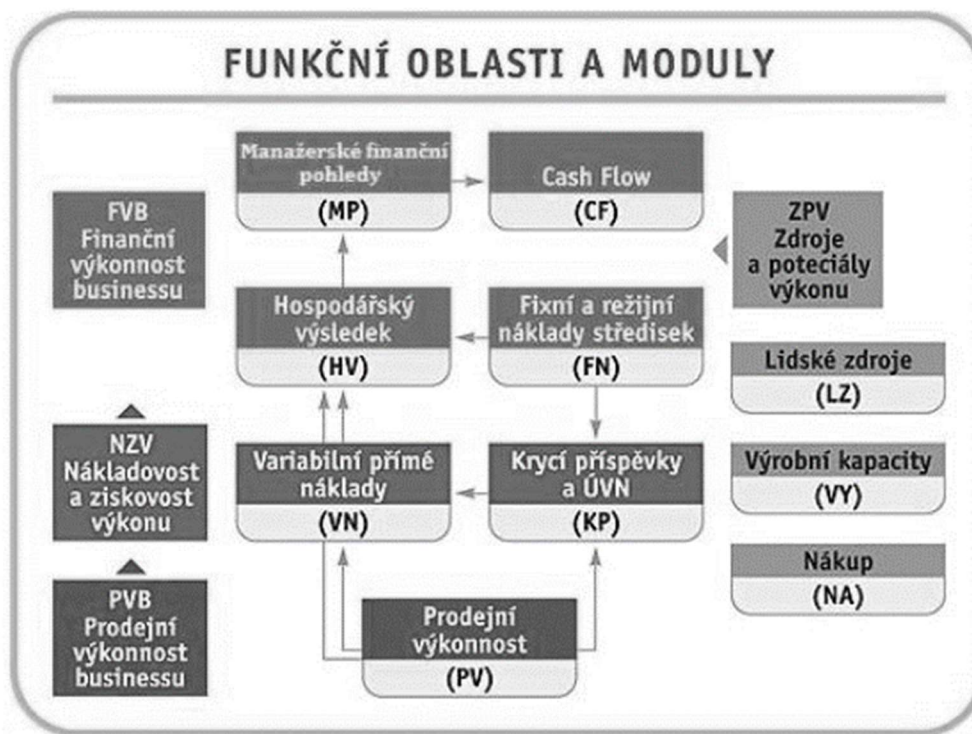 FUNKČNÍ OBLASTI A MODULY
Manažerské finanční
pohledy
(MP)
Cash Flow
(CF)
FVB
Finanční
výkonnost
businessu
ZPV
Zdroje
a poteciály
výkonu
Hospodářský
výsledek
(HV)
Fixní a režijní
náklady středisek
(FN)
Lidské zdroje
(LZ)
NZV
Nákladovost
a ziskovost
výkonu
Variabilní přímé
náklady
(VN)
Krycí příspěvky
a ÚVN
(KP)
Výrobní kapacity
(VY)
Nákup
(NA)
PVB
Prodejní
výkonnost
businessu
Prodejní
výkonnost
(PV)